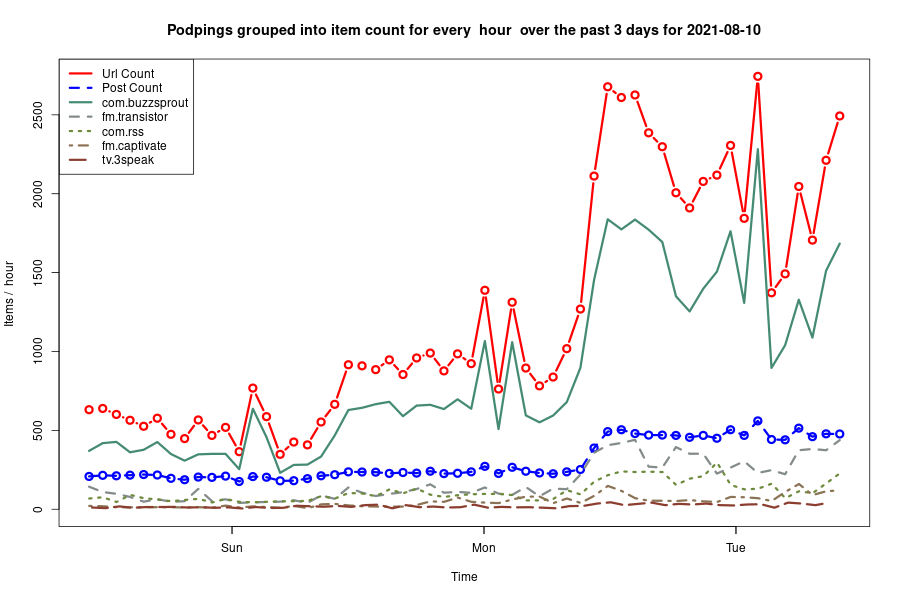 Podpings grouped into item count for every  hour  over the past 3 days for 2021-08-10
Url Count
Post Count
com.buzzsprout
fm.transistor
com.rss
fm.captivate
tv.3speak
Items /  hour
2500
2000
1500
1000
500
0
Sun Mon Tue
Time